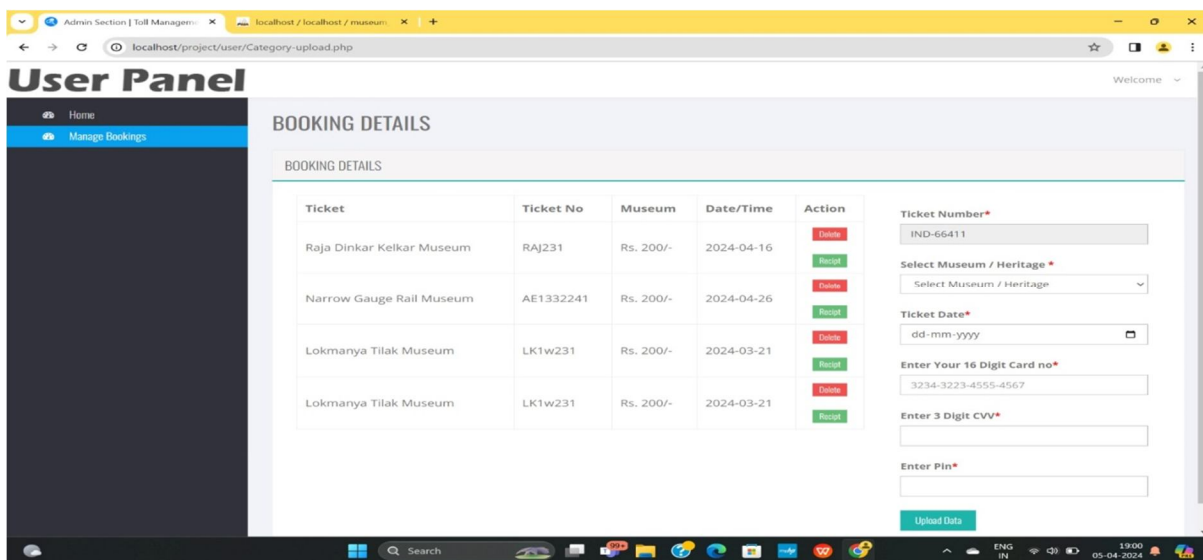 Admin Section | Toll Managem
localhost / localhost / museum
localhost/project/user/Category-upload.php
User Panel
Welcome
Home
Manage Bookings
BOOKING DETAILS
BOOKING DETAILS
Ticket Ticket No Museum Date/Time Action
Raja Dinkar Kelkar Museum RAJ231 Rs. 200/- 2024-04-16 Delete Recipt
Narrow Gauge Rail Museum AE1332241 Rs. 200/- 2024-04-26 Delete Recipt
Lokmanya Tilak Museum LK1w231 Rs. 200/- 2024-03-21 Delete Recipt
Lokmanya Tilak Museum LK1w231 Rs. 200/- 2024-03-21 Delete Recipt
Ticket Number*
IND-66411
Select Museum / Heritage *
Select Museum / Heritage
Ticket Date*
dd-mm-yyyy
Enter Your 16 Digit Card no*
3234-3223-4555-4567
Enter 3 Digit CVV*
Enter Pin*
Upload Data
Search
99+
ENG
IN
19:00
05-04-2024